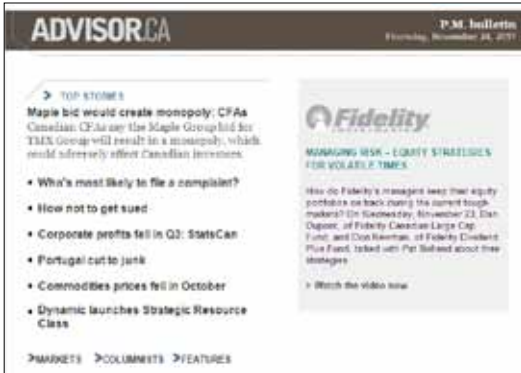 ADVISOR.CA
P.M. bulletin
Thursday, November 24, 2011
TOP STORIES
Maple bid would create monopoly: CFAs
Canadian CFAs say the Maple Group bid for
TMX Group will result in a monopoly, which
could adversely affect Canadian investors.
• Who's most likely to file a complaint?
• How not to get sued
• Corporate profits fell in Q3: StatsCan
• Portugal cut to junk
• Commodities prices fell in October
• Dynamic launches Strategic Resource
Class
MARKETS COLUMNISTS FEATURES
Fidelity
INVESTMENTS
MANAGING RISK – EQUITY STRATEGIES
FOR VOLATILE TIMES
How do Fidelity's managers keep their equity
portfolios on track during the current tough
markets? On Wednesday, November 23, Dan
Dupont, of Fidelity Canadian Large Cap
Fund, and Don Newman, of Fidelity Dividend
Plus Fund, talked with Pat Bolland about their
strategies.
> Watch the video now